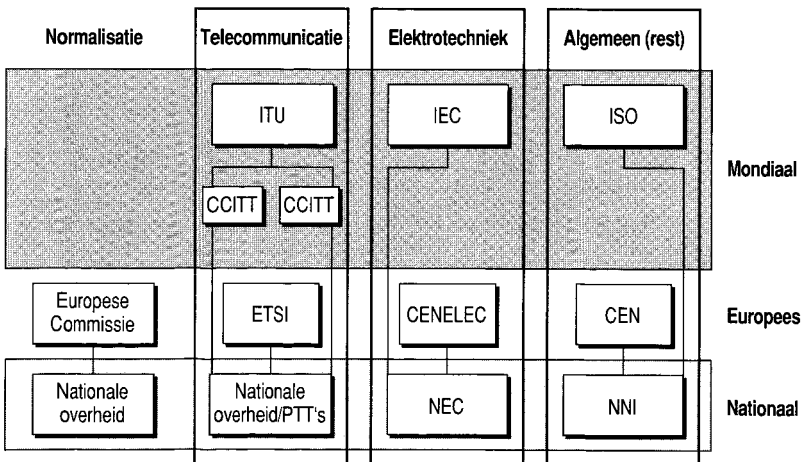 Normalisatie
Telecommunicatie
Elektrotechniek
Algemeen (rest)
ITU
IEC
ISO
Mondiaal
CCITT
CCITT
Europese
Commissie
ETSI
CENELEC
CEN
Europees
Nationale
overheid
Nationale
overheid/PTT's
NEC
NNI
Nationaal